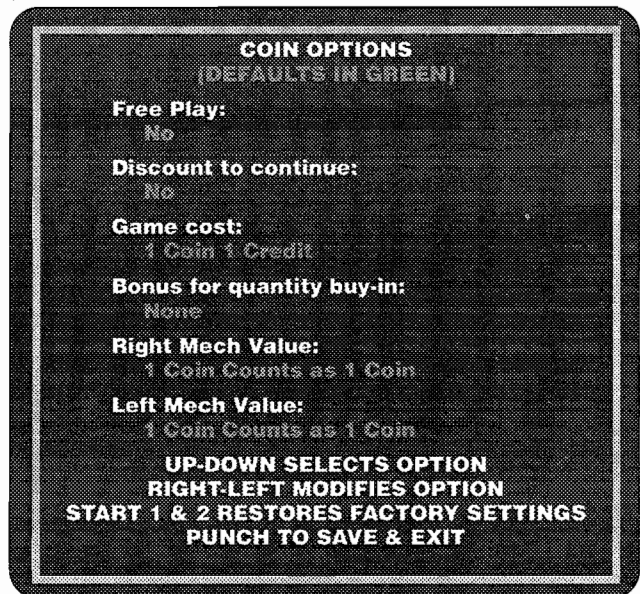 COIN OPTIONS
(DEFAULTS IN GREEN)
Free Play:
No
Discount to continue:
No
Game cost:
1 Coin 1 Credit
Bonus for quantity buy-in:
None
Right Mech Value:
1 Coin Counts as 1 Coin
Left Mech Value:
1 Coin Counts as 1 Coin
UP-DOWN SELECTS OPTION
RIGHT-LEFT MODIFIES OPTION
START 1 & 2 RESTORES FACTORY SETTINGS
PUNCH TO SAVE & EXIT